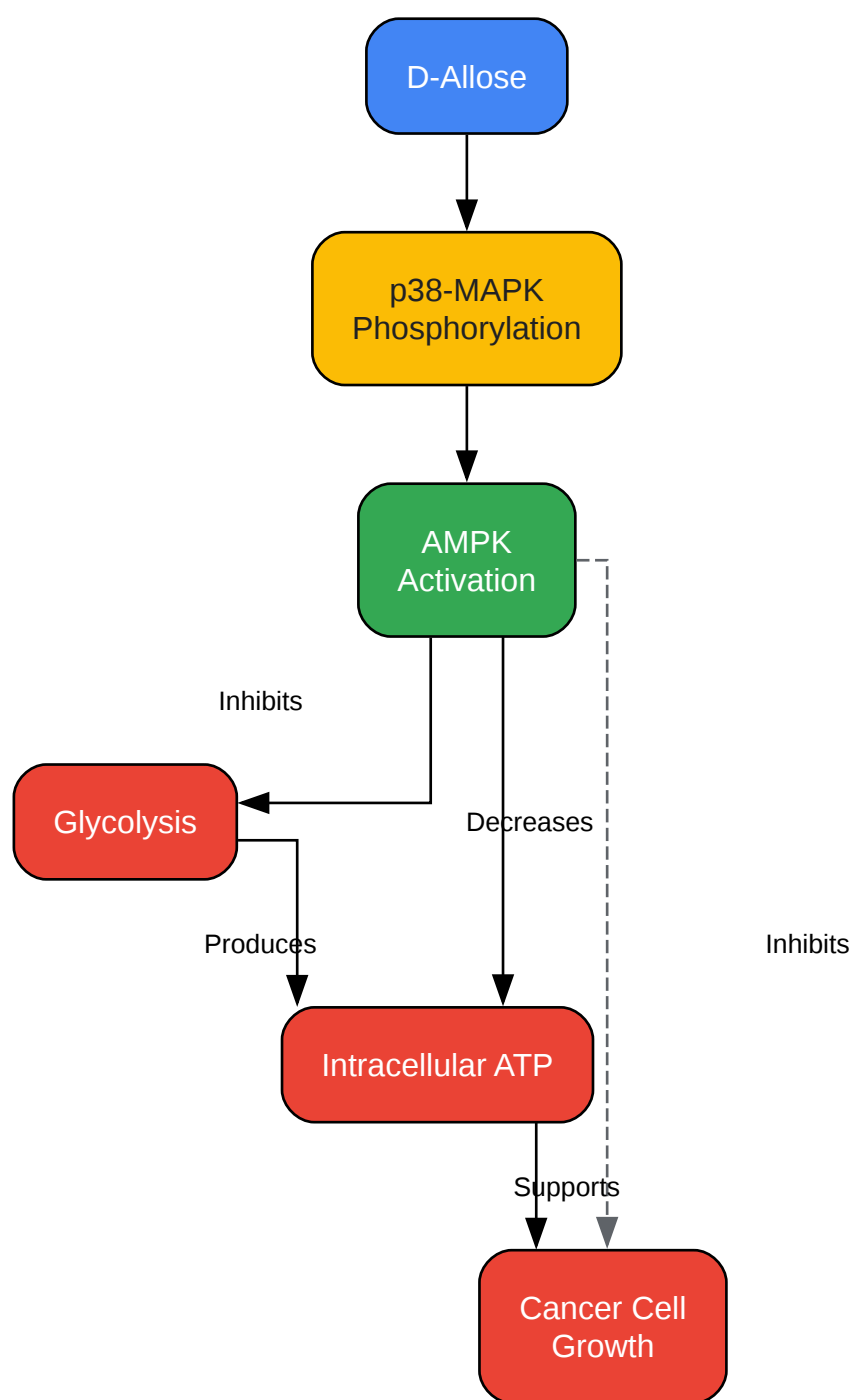 D-Allose
p38-MAPK
Phosphorylation
AMPK
Activation
Inhibits
Glycolysis
Decreases
Produces
Inhibits
Intracellular ATP
Supports
Cancer Cell
Growth